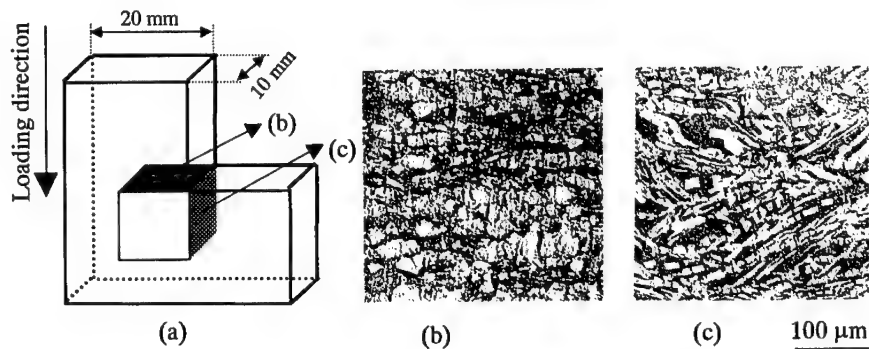 20 mm
10 mm
Loading direction
(b)
(c)
(a)
(b)
(c)
100 μm